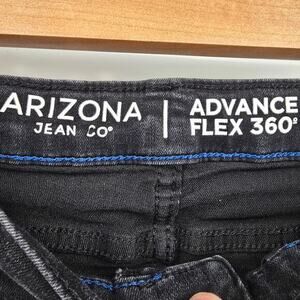 ARIZONA
JEAN CO°
ADVANCE
FLEX 360°